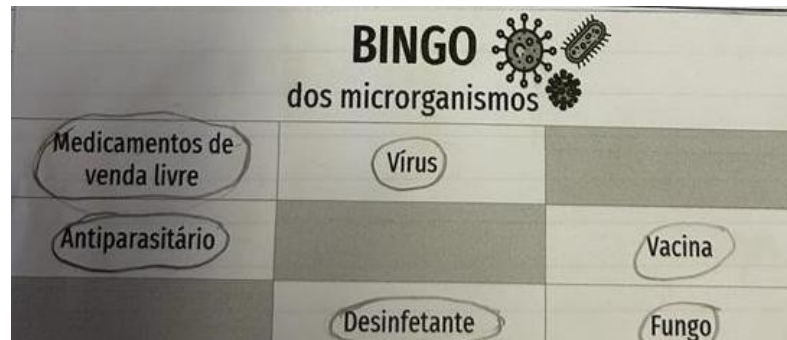 BINGO
dos microrganismos
Medicamentos de
venda livre
Vírus
Antiparasitário
Vacina
Desinfetante
Fungo